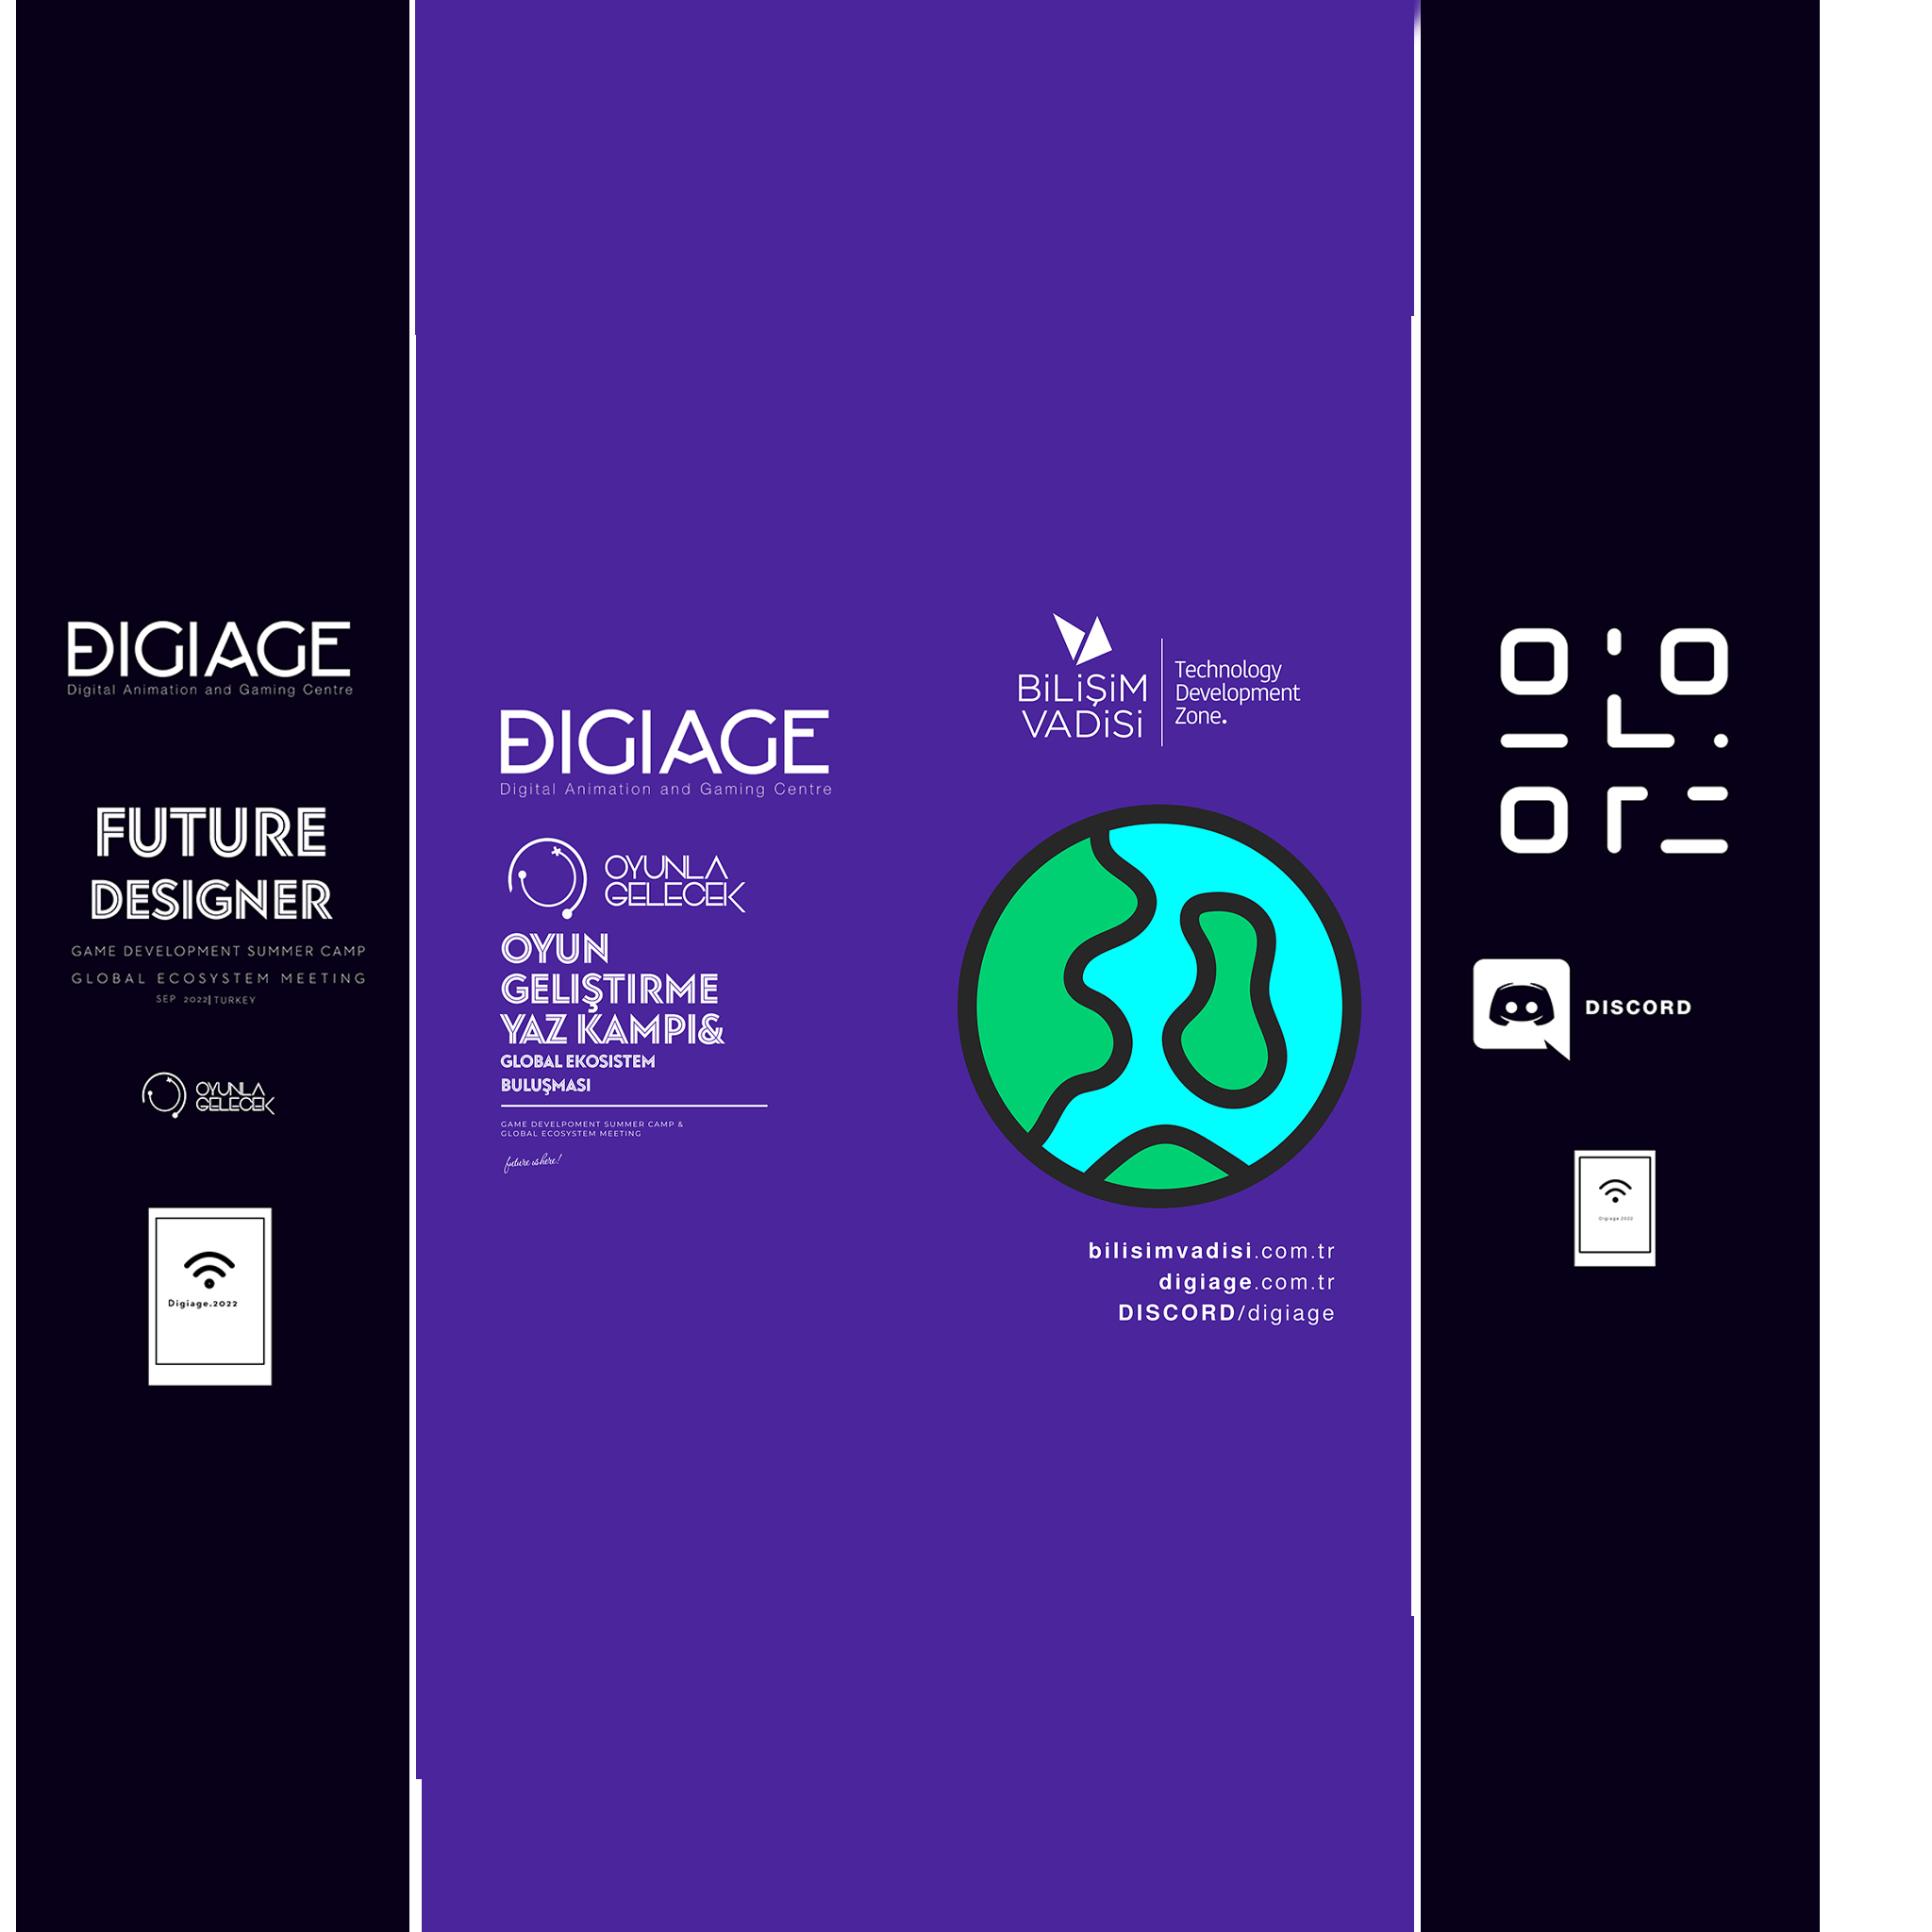 DIGIAGE
Digital Animation and Gaming Centre
FUTURE
DESIGNER
GAME DEVELOPMENT SUMMER CAMP
GLOBAL ECOSYSTEM MEETING
SEP 2022| TURKEY
OYUNLA
GELECEK
Digiage.2022
DIGIAGE
Digital Animation and Gaming Centre
OYUNLA
GELECEK
OYUN
GELIŞTIRME
YAZ KAMPI&
GLOBAL EKOSISTEM
BULUŞMASI
GAME DEVELPOMENT SUMMER CAMP &
GLOBAL ECOSYSTEM MEETING
future is here!
BiLiŞiM
VADiSi
Technology
Development
Zone.
bilisimvadisi.com.tr
digiage.com.tr
DISCORD/digiage
DISCORD
Digiage.2022